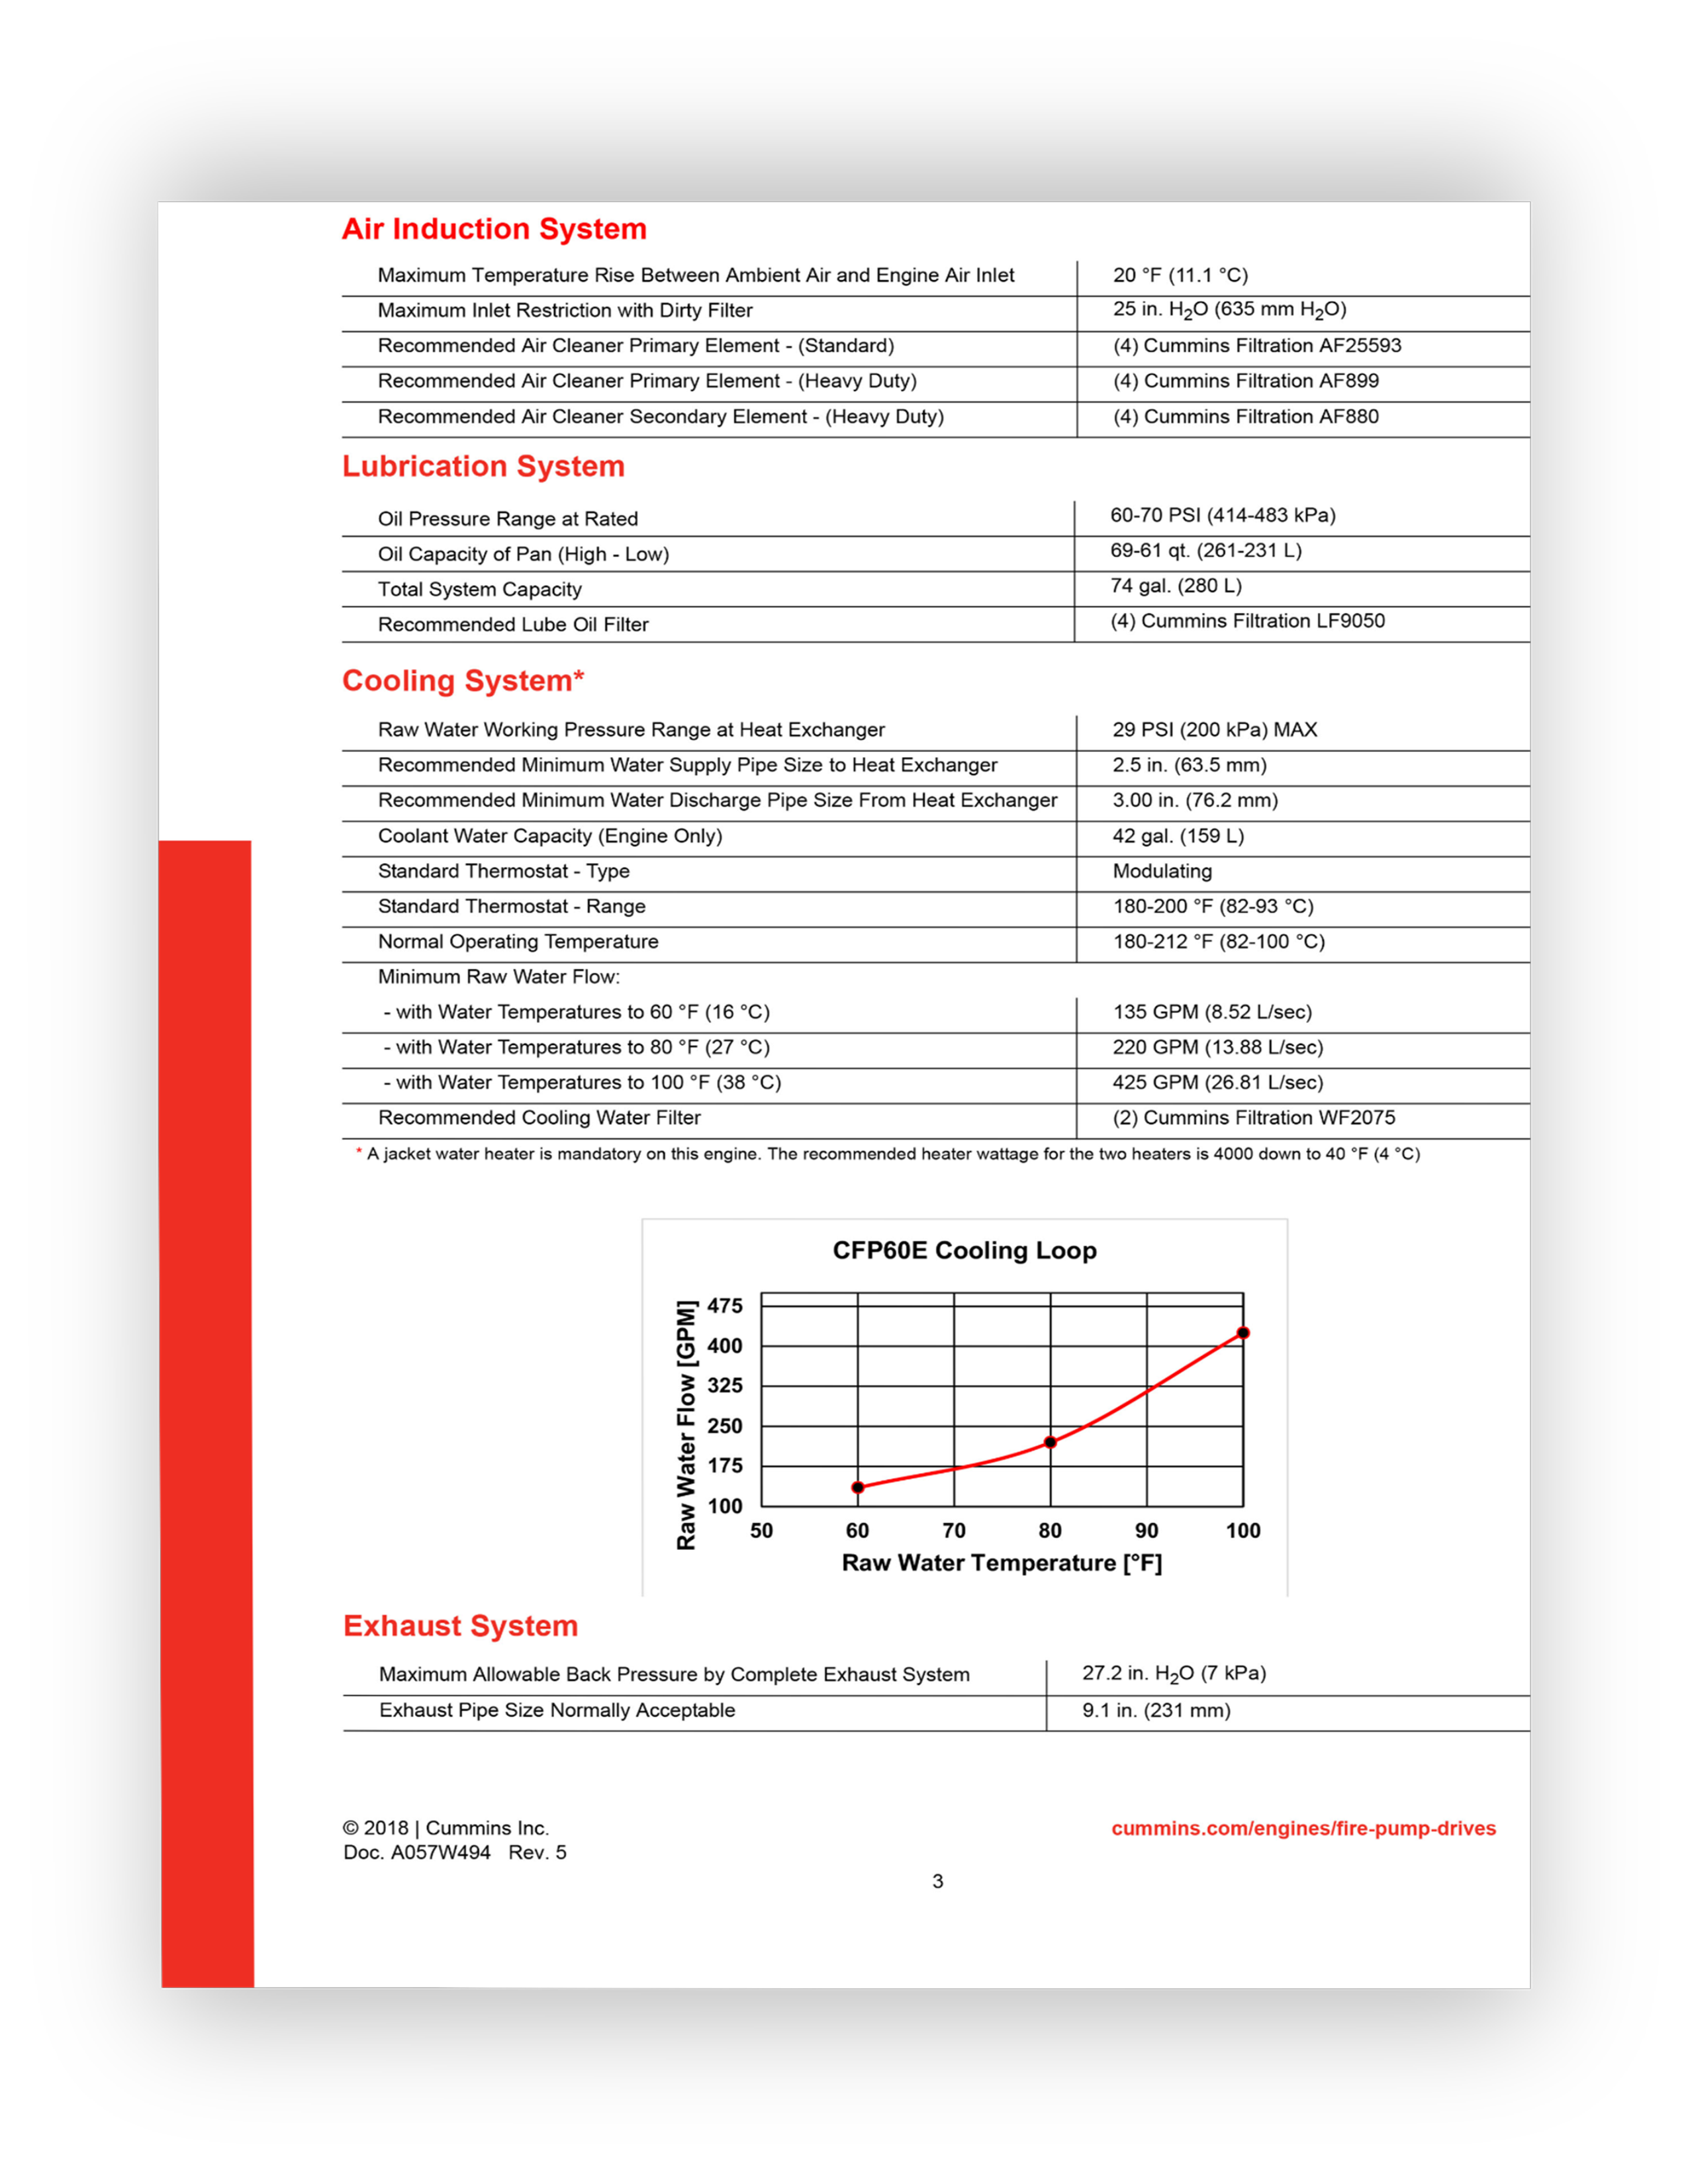 Air Induction System
Maximum Temperature Rise Between Ambient Air and Engine Air Inlet 20 °F (11.1 °C)
Maximum Inlet Restriction with Dirty Filter 25 in. H2O (635 mm H2O)
Recommended Air Cleaner Primary Element - (Standard) (4) Cummins Filtration AF25593
Recommended Air Cleaner Primary Element - (Heavy Duty) (4) Cummins Filtration AF899
Recommended Air Cleaner Secondary Element - (Heavy Duty) (4) Cummins Filtration AF880
Lubrication System
Oil Pressure Range at Rated 60-70 PSI (414-483 kPa)
Oil Capacity of Pan (High - Low) 69-61 qt. (261-231 L)
Total System Capacity 74 gal. (280 L)
Recommended Lube Oil Filter (4) Cummins Filtration LF9050
Cooling System*
Raw Water Working Pressure Range at Heat Exchanger 29 PSI (200 kPa) MAX
Recommended Minimum Water Supply Pipe Size to Heat Exchanger 2.5 in. (63.5 mm)
Recommended Minimum Water Discharge Pipe Size From Heat Exchanger 3.00 in. (76.2 mm)
Coolant Water Capacity (Engine Only) 42 gal. (159 L)
Standard Thermostat - Type Modulating
Standard Thermostat - Range 180-200 °F (82-93 °C)
Normal Operating Temperature 180-212 °F (82-100 °C)
Minimum Raw Water Flow:
- with Water Temperatures to 60 °F (16 °C) 135 GPM (8.52 L/sec)
- with Water Temperatures to 80 °F (27 °C) 220 GPM (13.88 L/sec)
- with Water Temperatures to 100 °F (38 °C) 425 GPM (26.81 L/sec)
Recommended Cooling Water Filter (2) Cummins Filtration WF2075
* A jacket water heater is mandatory on this engine. The recommended heater wattage for the two heaters is 4000 down to 40 °F (4 °C)
CFP60E Cooling Loop
Raw Water Flow [GPM]
475
400
325
250
175
100
50 60 70 80 90 100
Raw Water Temperature [°F]
Exhaust System
Maximum Allowable Back Pressure by Complete Exhaust System 27.2 in. H2O (7 kPa)
Exhaust Pipe Size Normally Acceptable 9.1 in. (231 mm)
© 2018 | Cummins Inc. cummins.com/engines/fire-pump-drives
Doc. A057W494 Rev. 5
3